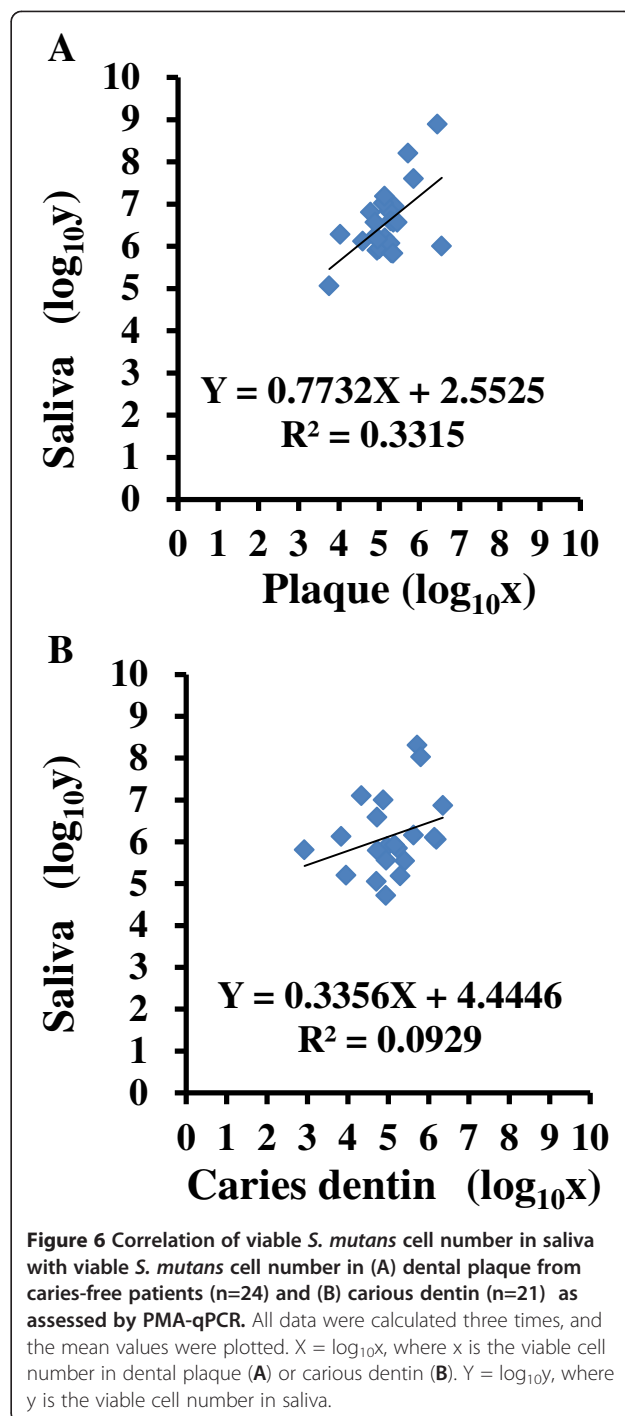 A
10
9
8
7
6
5
4
3
2
1
0
Saliva (log₁₀y)
Y = 0.7732X + 2.5525
R² = 0.3315
0 1 2 3 4 5 6 7 8 9 10
Plaque (log₁₀x)
B
10
9
8
7
6
5
4
3
2
1
0
Saliva (log₁₀y)
Y = 0.3356X + 4.4446
R² = 0.0929
0 1 2 3 4 5 6 7 8 9 10
Caries dentin (log₁₀x)
Figure 6 Correlation of viable S. mutans cell number in saliva
with viable S. mutans cell number in (A) dental plaque from
caries-free patients (n=24) and (B) carious dentin (n=21) as
assessed by PMA-qPCR. All data were calculated three times, and
the mean values were plotted. X = log₁₀x, where x is the viable cell
number in dental plaque (A) or carious dentin (B). Y = log₁₀y, where
y is the viable cell number in saliva.